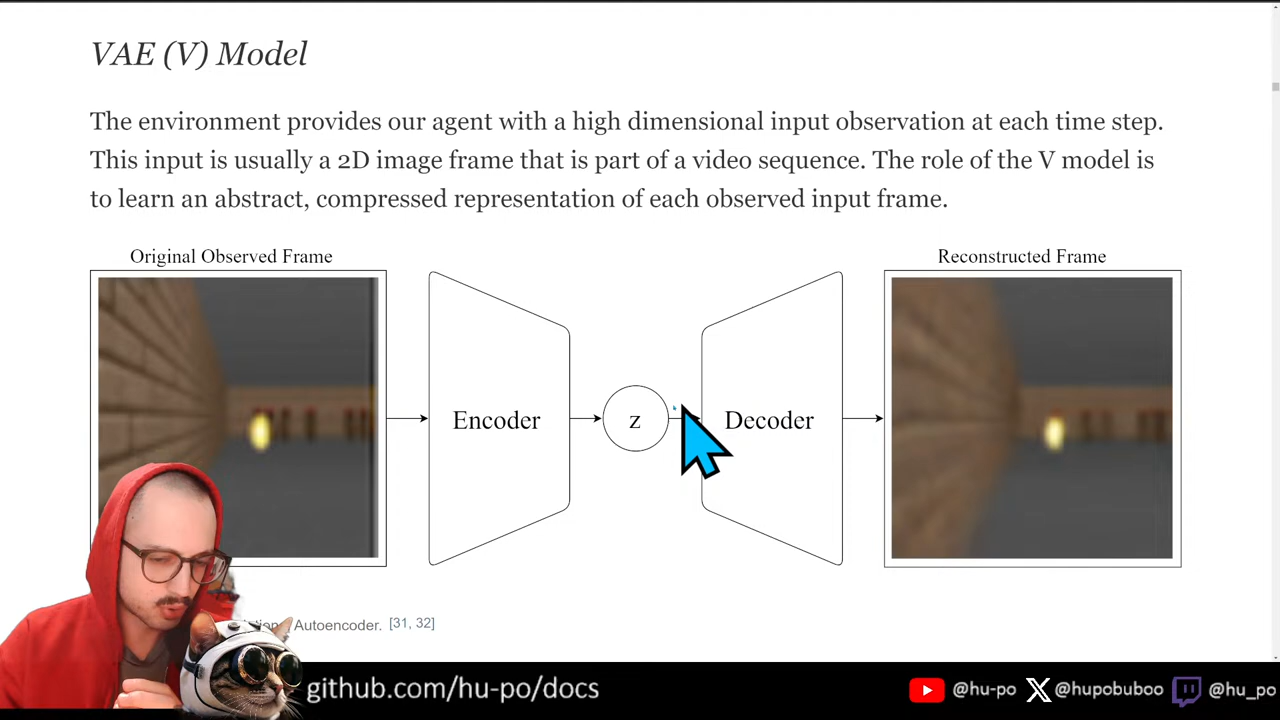 VAE (V) Model
The environment provides our agent with a high dimensional input observation at each time step.
This input is usually a 2D image frame that is part of a video sequence. The role of the V model is
to learn an abstract, compressed representation of each observed input frame.
Original Observed Frame
Reconstructed Frame
Encoder
z
Decoder
Autoencoder. [31, 32]
github.com/hu-po/docs
@hu-po
@hupobuboo
@hu_po